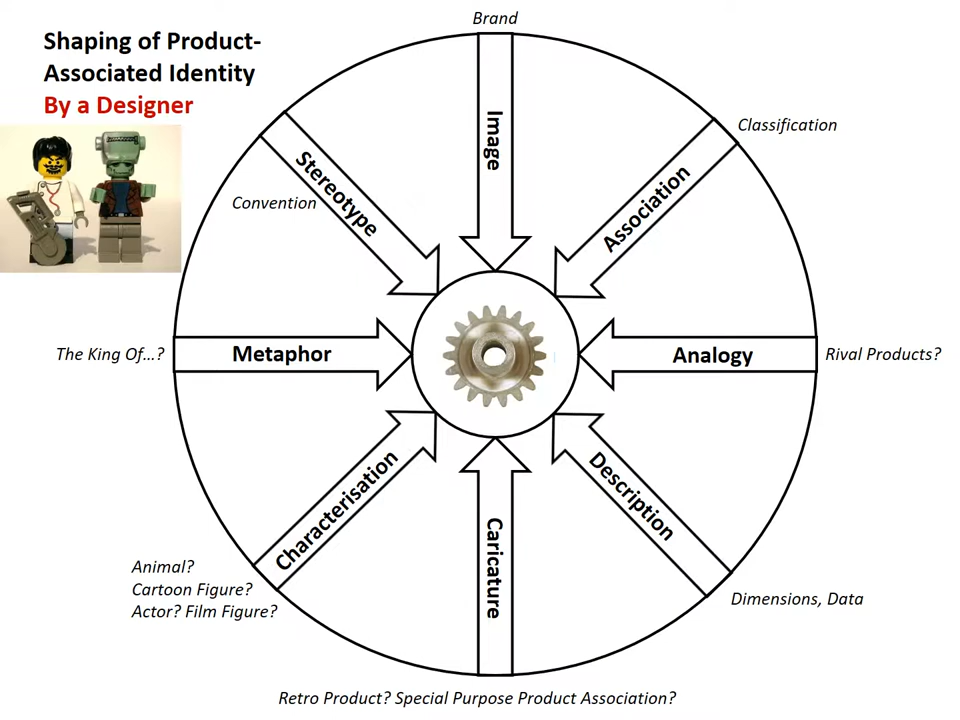 Shaping of Product-
Associated Identity
By a Designer
Brand
Image
Classification
Association
Stereotype
Convention
The King Of...?
Metaphor
Analogy
Rival Products?
Characterisation
Animal?
Cartoon Figure?
Actor? Film Figure?
Caricature
Description
Dimensions, Data
Retro Product? Special Purpose Product Association?